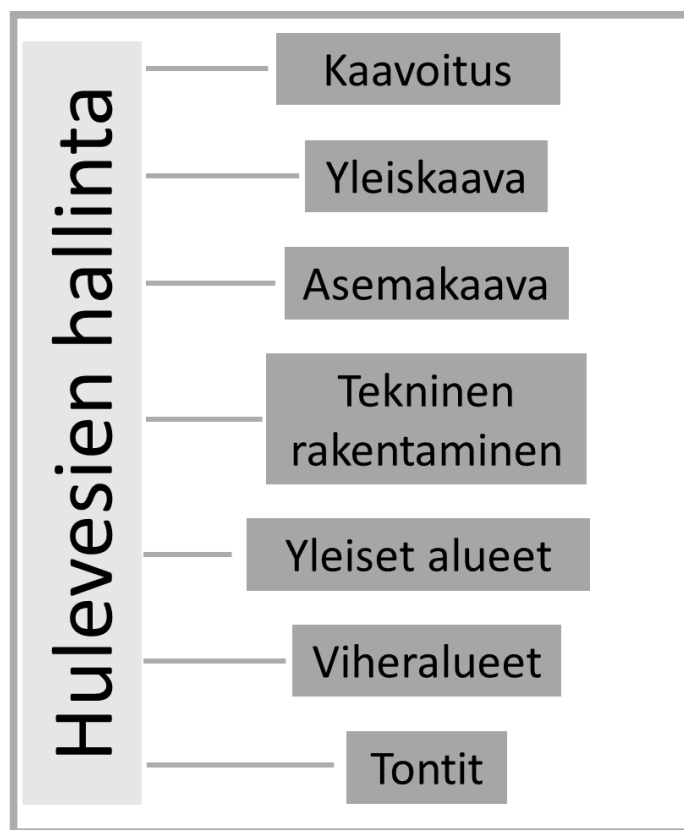 Hulevesien hallinta
Kaavoitus
Yleiskaava
Asemakaava
Tekninen
rakentaminen
Yleiset alueet
Viheralueet
Tontit